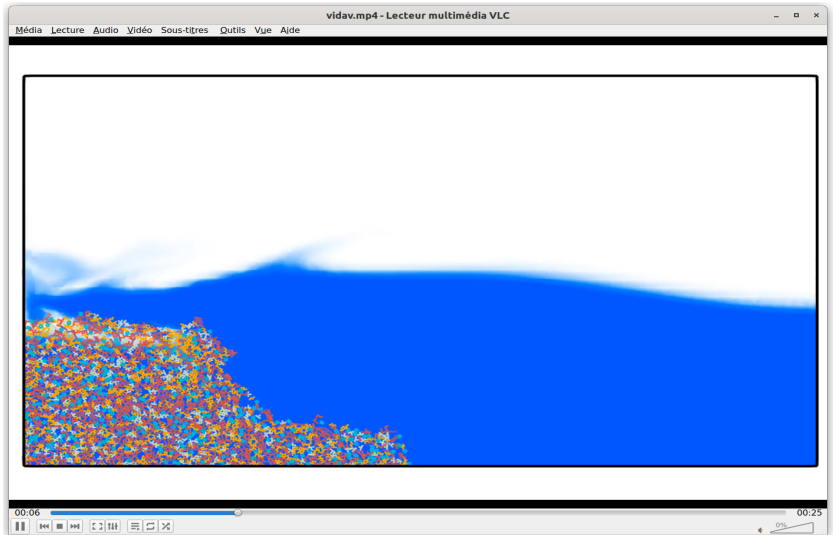 vidav.mp4 - Lecteur multimédia VLC
Média Lecture Audio Vidéo Sous-titres Outils Vue Aide
00:06 00:25
0%